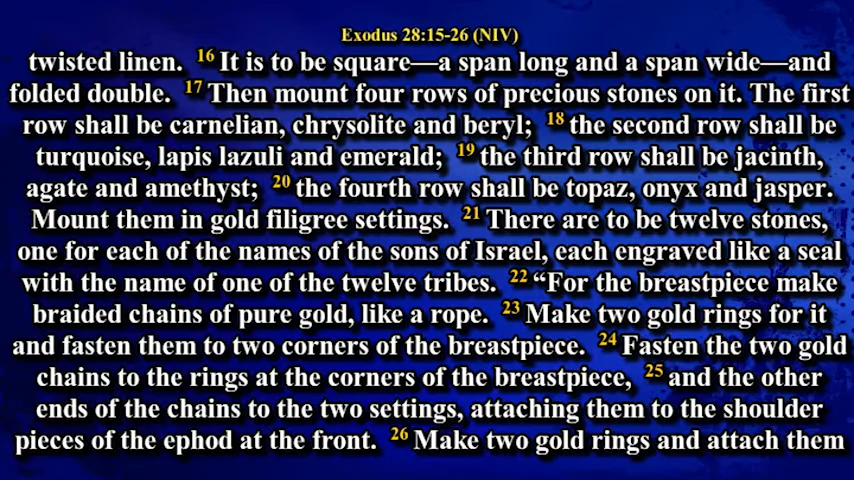 Exodus 28:15-26 (NIV)
twisted linen. 16 It is to be square—a span long and a span wide—and
folded double. 17 Then mount four rows of precious stones on it. The first
row shall be carnelian, chrysolite and beryl; 18 the second row shall be
turquoise, lapis lazuli and emerald; 19 the third row shall be jacinth,
agate and amethyst; 20 the fourth row shall be topaz, onyx and jasper.
Mount them in gold filigree settings. 21 There are to be twelve stones,
one for each of the names of the sons of Israel, each engraved like a seal
with the name of one of the twelve tribes. 22 “For the breastpiece make
braided chains of pure gold, like a rope. 23 Make two gold rings for it
and fasten them to two corners of the breastpiece. 24 Fasten the two gold
chains to the rings at the corners of the breastpiece, 25 and the other
ends of the chains to the two settings, attaching them to the shoulder
pieces of the ephod at the front. 26 Make two gold rings and attach them